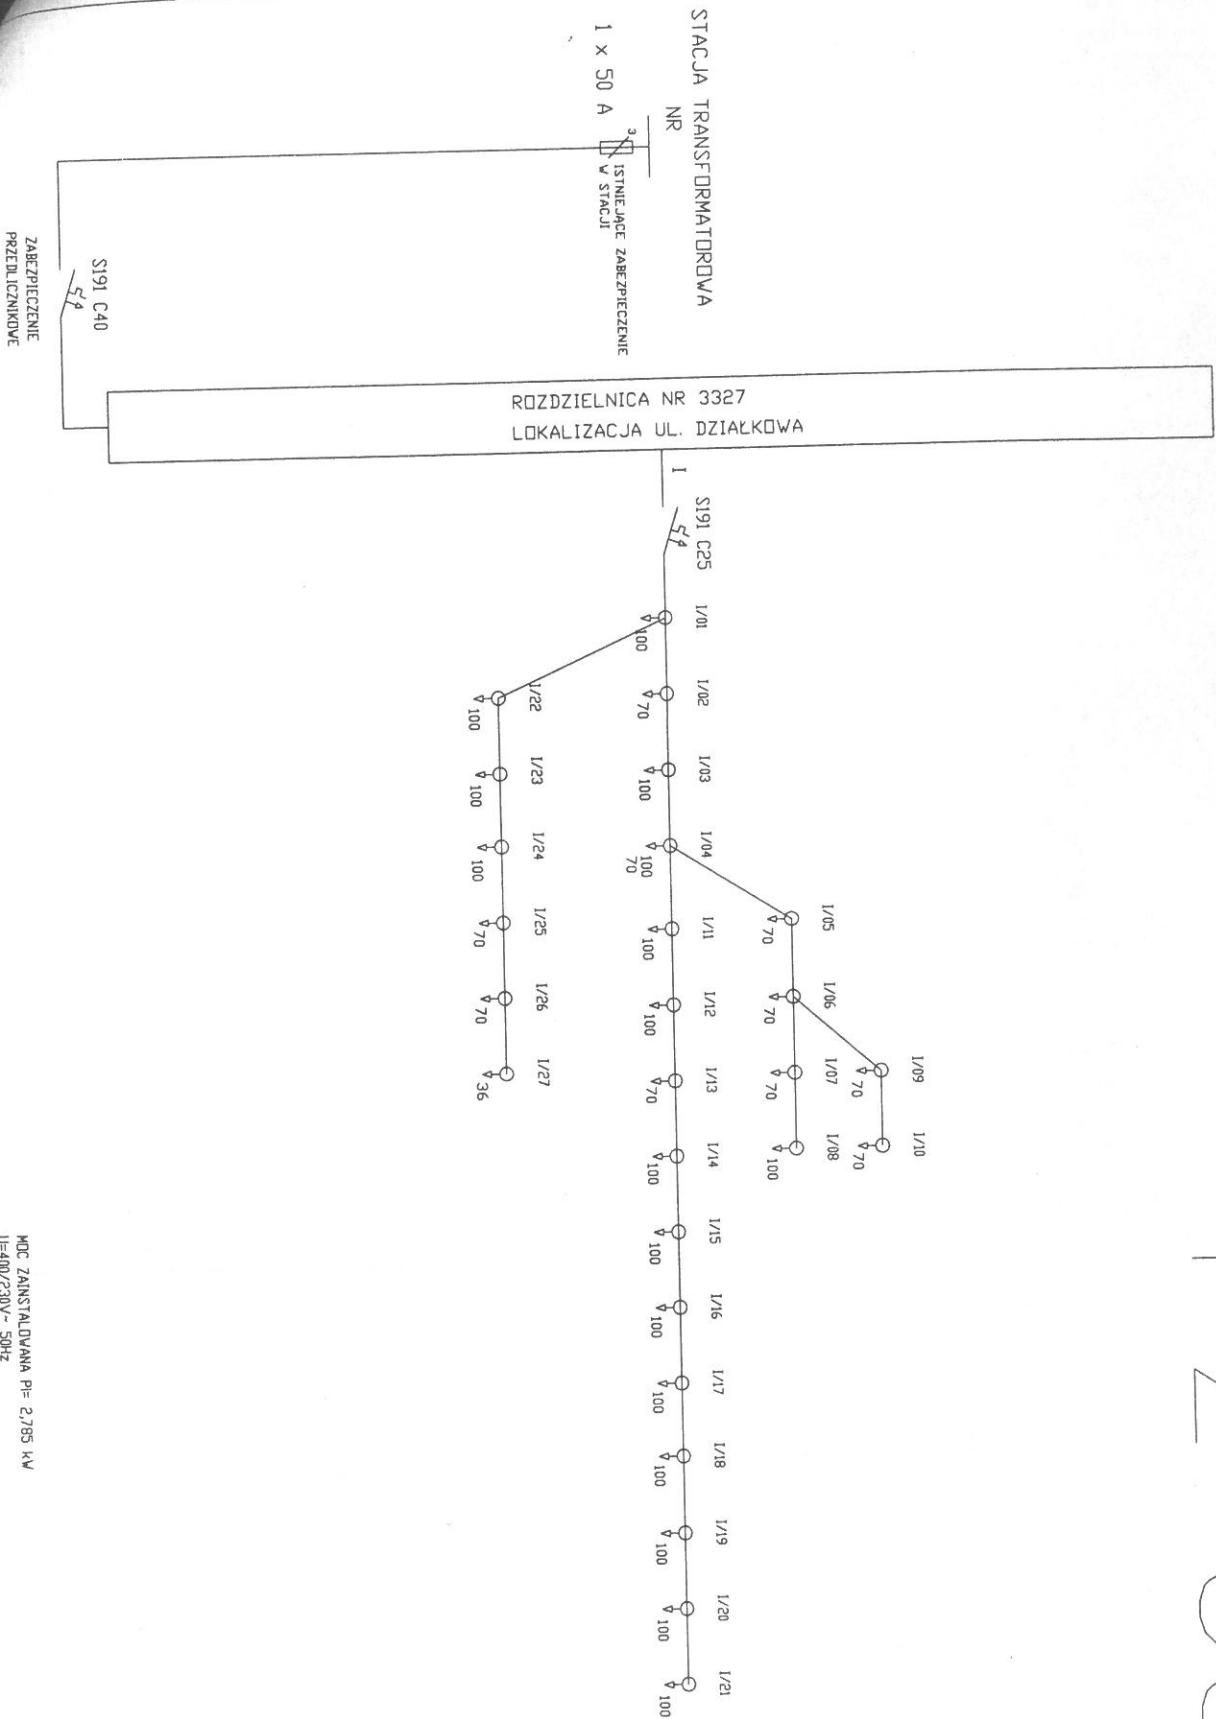 STACJA TRANSFORMATOROWA
NR
1 x 50 A
3
ISTNIEJĄCE ZABEZPIECZENIE
W STACJI
S191 C40
ZABEZPIECZENIE
PRZEDLICZNIKOWE
ROZDZIELNICA NR 3327
LOKALIZACJA UL. DZIAŁKOWA
I
S191 C25
I/01
100
I/02
70
I/03
100
I/04
100
70
I/05
70
I/06
70
I/07
70
I/08
100
I/09
70
I/10
70
I/11
100
I/12
100
I/13
70
I/14
100
I/15
100
I/16
100
I/17
100
I/18
100
I/19
100
I/20
100
I/21
100
I/22
100
I/23
100
I/24
100
I/25
70
I/26
70
I/27
36
MOC ZAINSTALOWANA Pi= 2,785 kW
U=400/230V~ 50Hz